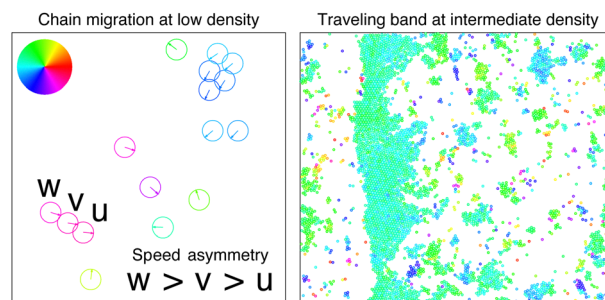 Chain migration at low density
Traveling band at intermediate density
w
v
u
Speed asymmetry
w > v > u